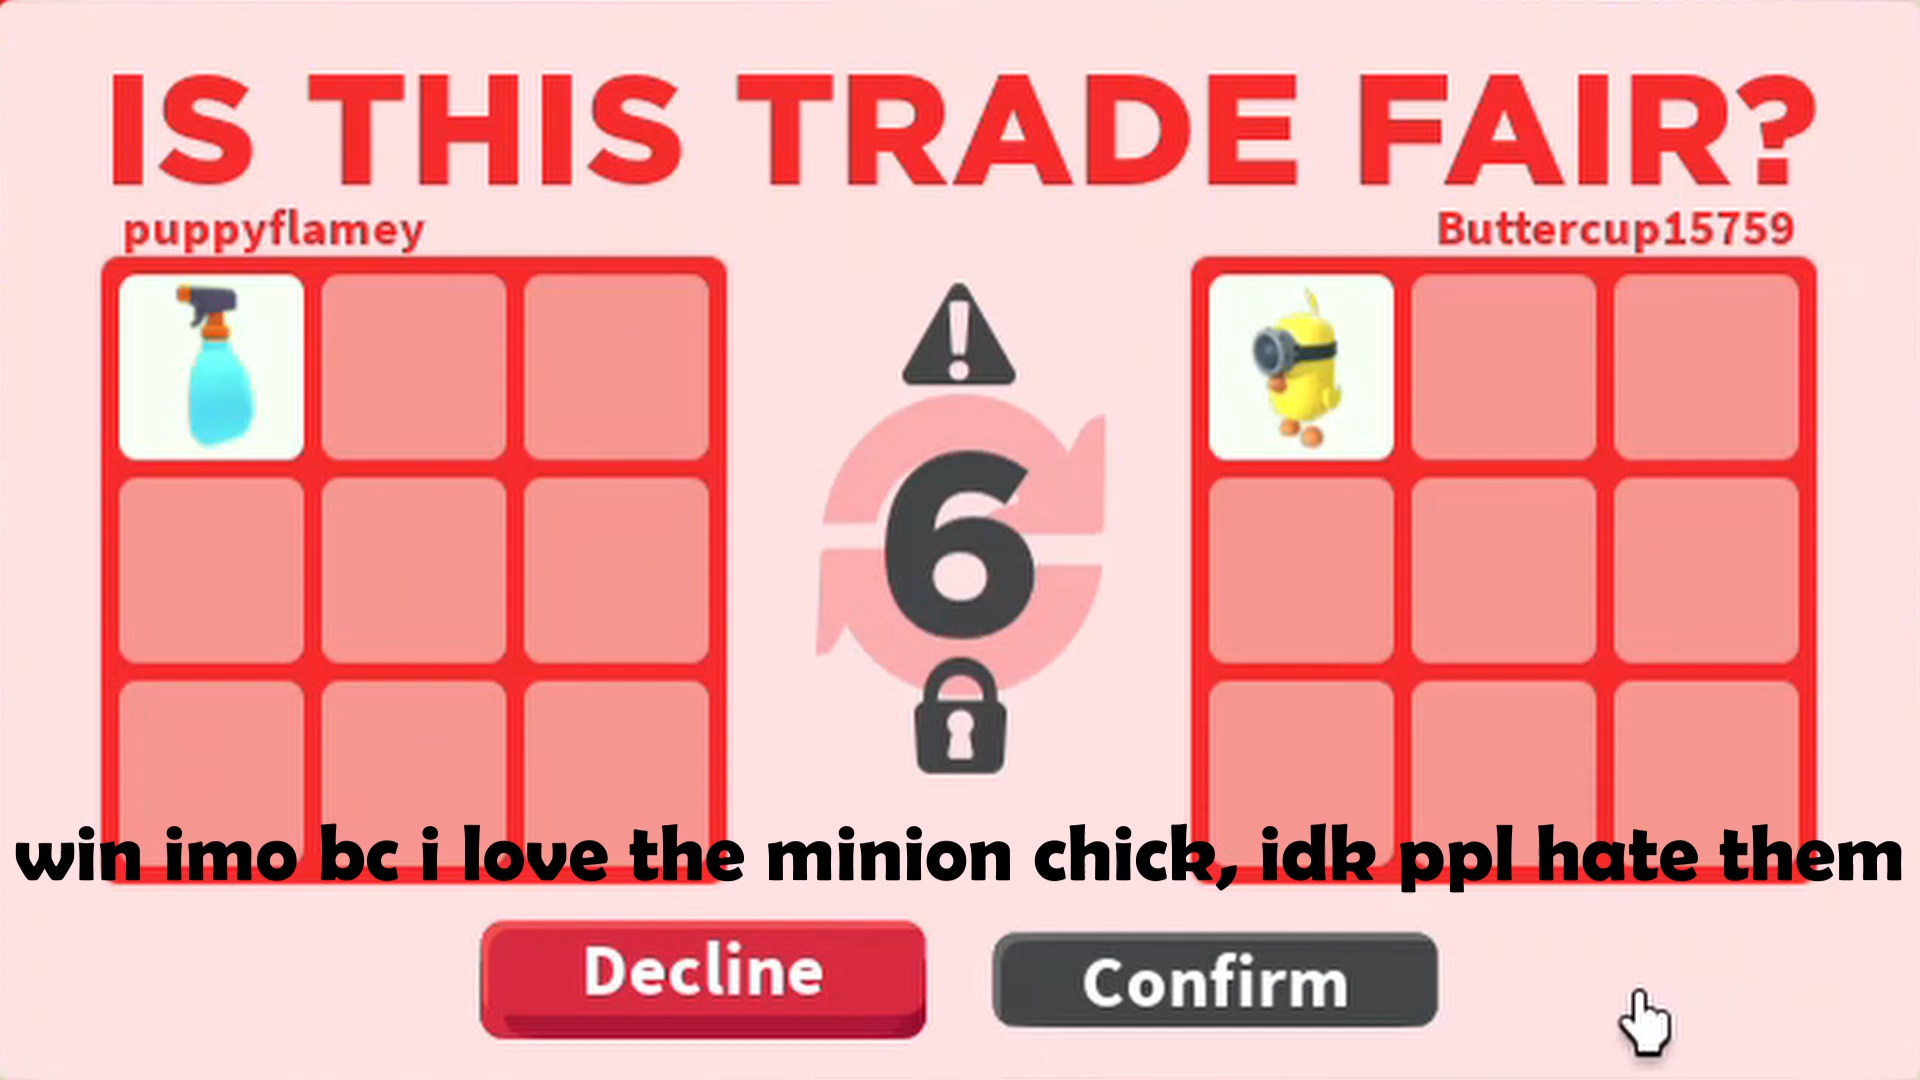 IS THIS TRADE FAIR?
puppyflamey
Buttercup15759
6
win imo bc i love the minion chick, idk ppl hate them
Decline
Confirm